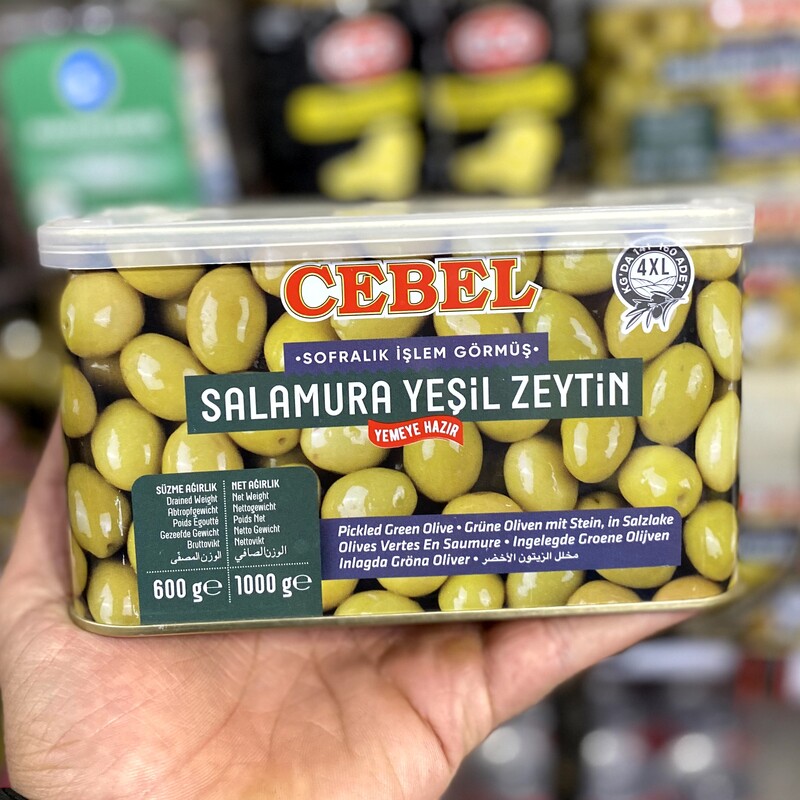 CEBEL
KG'DA 141-160 ADET
4XL
•SOFRALIK İŞLEM GÖRMÜŞ•
SALAMURA YEŞİL ZEYTİN
YEMEYE HAZIR
SÜZME AĞIRLIK
Drained Weight
Abtropfgewicht
Poids Egoutté
Gezeefde Gewicht
Bruttovikt
الوزن المصفى
600 g℮
NET AĞIRLIK
Net Weight
Nettogewicht
Poids Net
Netto Gewicht
Nettovikt
الوزن الصافي
1000 g℮
Pickled Green Olive • Grüne Oliven mit Stein, in Salzlake
Olives Vertes En Saumure • Ingelegde Groene Olijven
Inlagda Gröna Oliver • مخلل الزيتون الأخضر